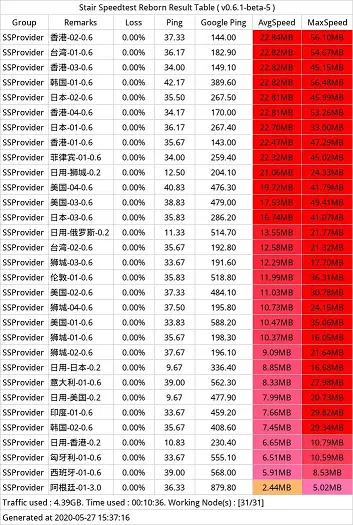 Stair Speedtest Reborn Result Table ( v0.6.1-beta-5 )
Group Remarks Loss Ping Google Ping AvgSpeed MaxSpeed
SSProvider 香港-02-0.6 0.00% 37.33 144.00 22.84MB 56.10MB
SSProvider 台湾-01-0.6 0.00% 36.17 182.90 22.82MB 54.67MB
SSProvider 香港-03-0.6 0.00% 34.00 149.10 22.82MB 45.15MB
SSProvider 韩国-01-0.6 0.00% 42.17 389.60 22.82MB 56.48MB
SSProvider 日本-02-0.6 0.00% 35.50 267.50 22.81MB 45.99MB
SSProvider 香港-04-0.6 0.00% 34.17 170.00 22.81MB 53.26MB
SSProvider 日本-01-0.6 0.00% 36.17 267.40 22.70MB 33.00MB
SSProvider 香港-01-0.6 0.00% 35.67 143.00 22.47MB 47.29MB
SSProvider 菲律宾-01-0.6 0.00% 34.00 259.40 22.32MB 45.02MB
SSProvider 日用-狮城-0.2 0.00% 12.50 204.10 21.06MB 24.33MB
SSProvider 美国-04-0.6 0.00% 40.83 476.30 19.72MB 41.79MB
SSProvider 美国-03-0.6 0.00% 38.83 479.00 17.53MB 49.41MB
SSProvider 日本-03-0.6 0.00% 35.83 286.20 16.74MB 41.07MB
SSProvider 日用-俄罗斯-0.2 0.00% 11.33 514.70 13.55MB 21.77MB
SSProvider 台湾-02-0.6 0.00% 35.67 192.80 12.58MB 21.32MB
SSProvider 狮城-03-0.6 0.00% 33.67 191.60 12.29MB 17.70MB
SSProvider 伦敦-01-0.6 0.00% 35.83 518.80 11.99MB 36.31MB
SSProvider 美国-02-0.6 0.00% 37.33 484.10 11.03MB 30.78MB
SSProvider 狮城-04-0.6 0.00% 37.50 195.80 10.73MB 24.15MB
SSProvider 美国-01-0.6 0.00% 33.83 588.20 10.47MB 35.06MB
SSProvider 狮城-01-0.6 0.00% 35.67 198.30 10.37MB 16.05MB
SSProvider 狮城-02-0.6 0.00% 37.67 196.10 9.09MB 21.64MB
SSProvider 日用-日本-0.2 0.00% 9.67 336.40 8.85MB 16.68MB
SSProvider 意大利-01-0.6 0.00% 39.00 562.30 8.33MB 27.98MB
SSProvider 日用-美国-0.2 0.00% 9.67 477.90 7.99MB 20.73MB
SSProvider 印度-01-0.6 0.00% 33.67 459.20 7.66MB 29.82MB
SSProvider 韩国-02-0.6 0.00% 35.67 408.60 7.45MB 29.34MB
SSProvider 日用-香港-0.2 0.00% 10.83 230.40 6.65MB 10.79MB
SSProvider 匈牙利-01-0.6 0.00% 33.67 555.10 6.51MB 10.59MB
SSProvider 西班牙-01-0.6 0.00% 39.00 568.00 5.91MB 8.53MB
SSProvider 阿根廷-01-3.0 0.00% 36.33 879.80 2.44MB 5.02MB
Traffic used : 4.39GB. Time used : 00:10:36. Working Node(s) : [31/31]
Generated at 2020-05-27 15:37:16